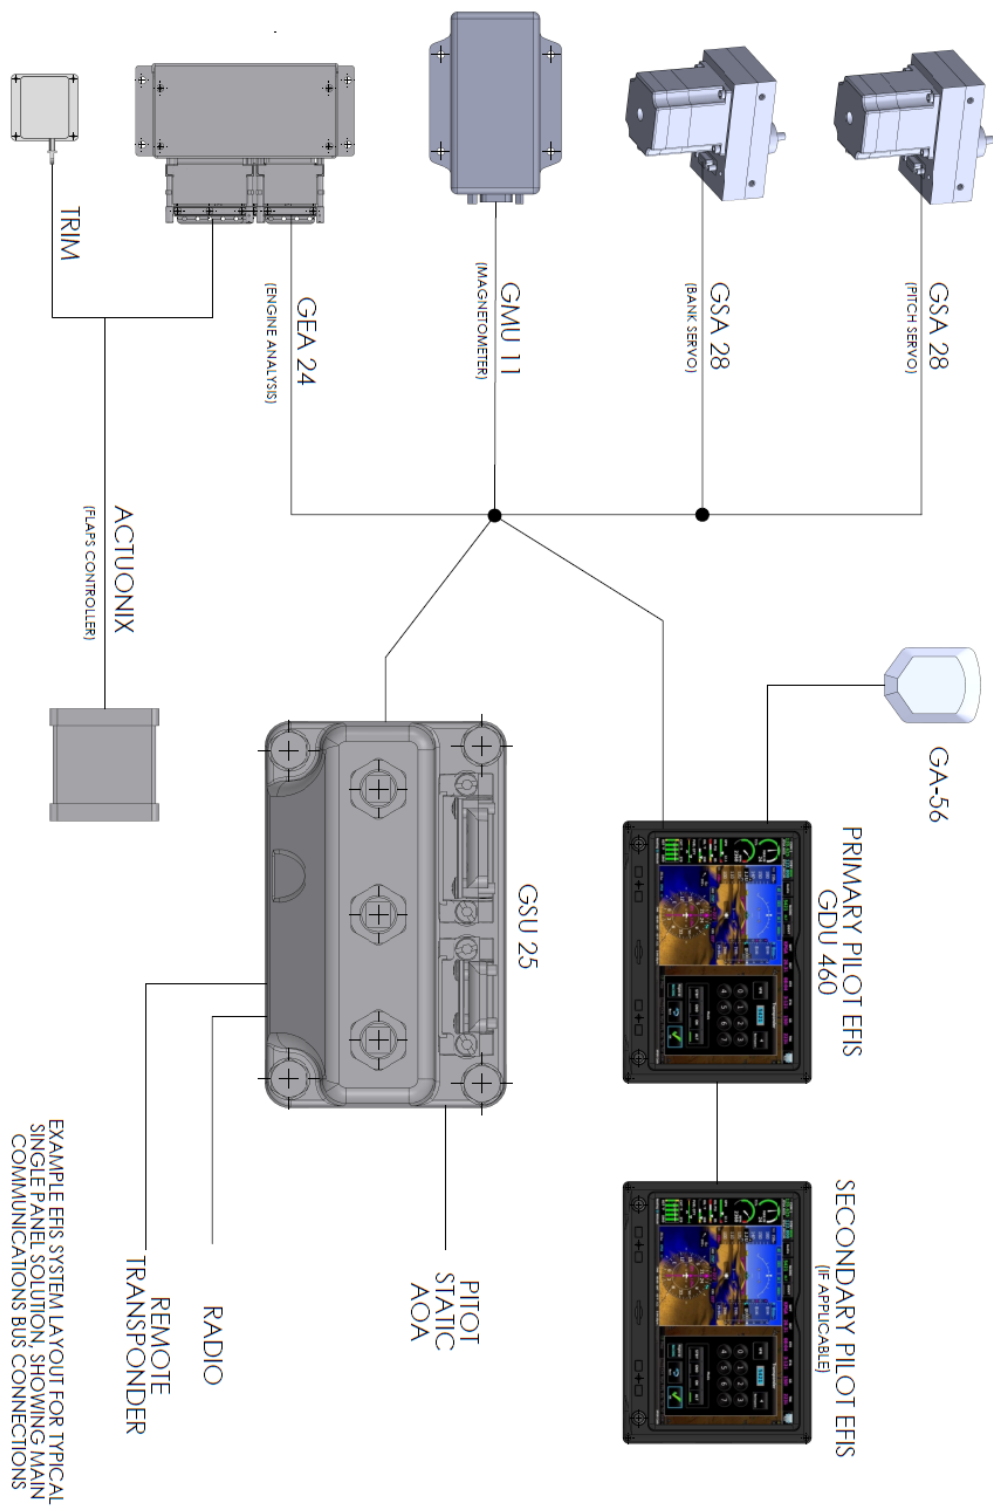 GA-56
PRIMARY PILOT EFIS
GDU 460
SECONDARY PILOT EFIS
(IF APPLICABLE)
GSA 28
(PITCH SERVO)
GSA 28
(BANK SERVO)
GMU 11
(MAGNETOMETER)
GEA 24
(ENGINE ANALYSIS)
TRIM
ACTUONIX
(FLAPS CONTROLLER)
GSU 25
PITOT
STATIC
AOA
RADIO
REMOTE
TRANSPONDER
EXAMPLE EFIS SYSTEM LAYOUT FOR TYPICAL
SINGLE PANEL SOLUTION, SHOWING MAIN
COMMUNICATIONS BUS CONNECTIONS